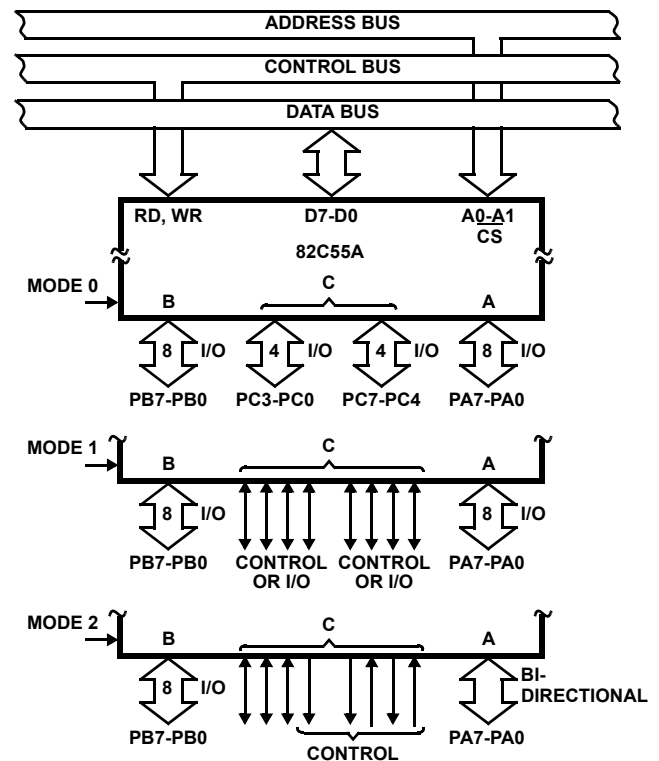 ADDRESS BUS
CONTROL BUS
DATA BUS
RD, WR D7-D0 A0-A1
CS
82C55A
MODE 0
B C A
8 I/O 4 I/O 4 I/O 8 I/O
PB7-PB0 PC3-PC0 PC7-PC4 PA7-PA0
MODE 1
B C A
8 I/O 8 I/O
PB7-PB0 CONTROL OR I/O CONTROL OR I/O PA7-PA0
MODE 2
B C A
8 I/O BI-
DIRECTIONAL
PB7-PB0 CONTROL PA7-PA0